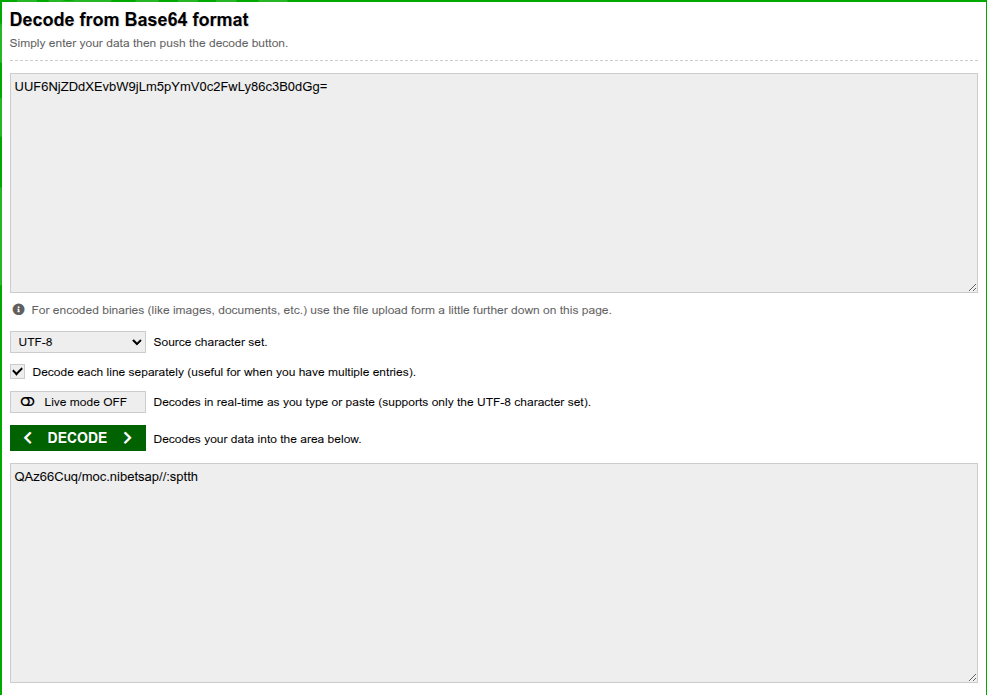 Decode from Base64 format
Simply enter your data then push the decode button.
UUF6NjZDdXEvbW9jLm5pYmV0c2FwLy86c3B0dGg=
For encoded binaries (like images, documents, etc.) use the file upload form a little further down on this page.
UTF-8 Source character set.
Decode each line separately (useful for when you have multiple entries).
Live mode OFF Decodes in real-time as you type or paste (supports only the UTF-8 character set).
DECODE Decodes your data into the area below.
QAz66Cuq/moc.nibetsap//:sptth